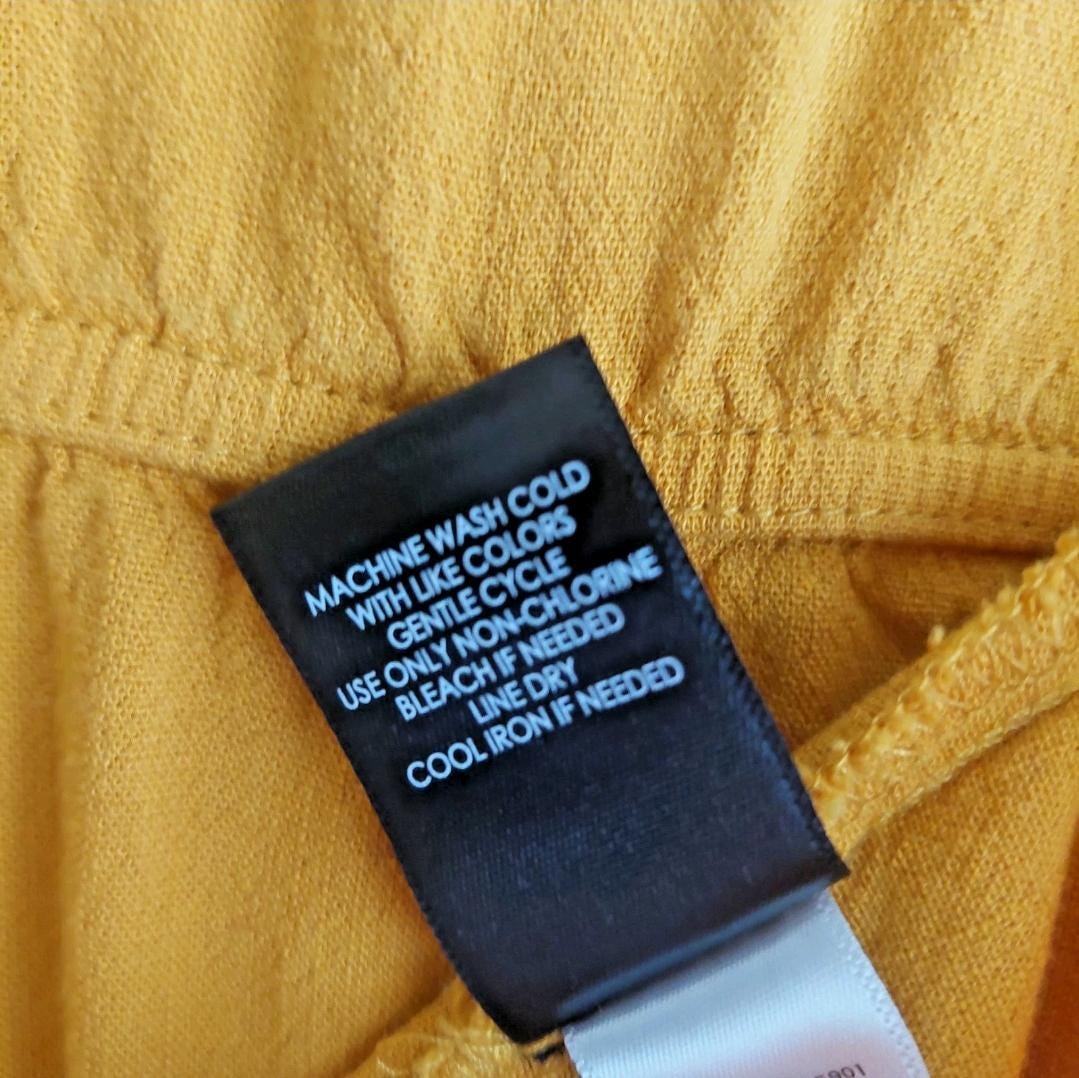 MACHINE WASH COLD
WITH LIKE COLORS
GENTLE CYCLE
USE ONLY NON-CHLORINE
BLEACH IF NEEDED
LINE DRY
COOL IRON IF NEEDED